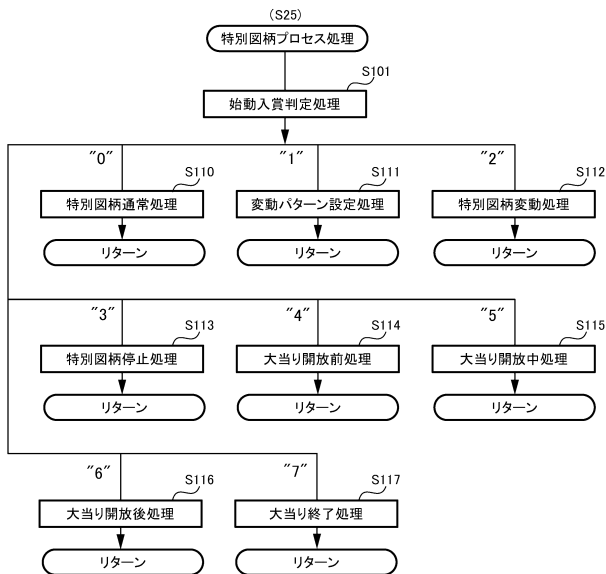 (S25)
特別図柄プロセス処理
S101
始動入賞判定処理
"0"
"1"
"2"
S110
S111
S112
特別図柄通常処理
変動パターン設定処理
特別図柄変動処理
リターン
リターン
リターン
"3"
"4"
"5"
S113
S114
S115
特別図柄停止処理
大当り開放前処理
大当り開放中処理
リターン
リターン
リターン
"6"
"7"
S116
S117
大当り開放後処理
大当り終了処理
リターン
リターン